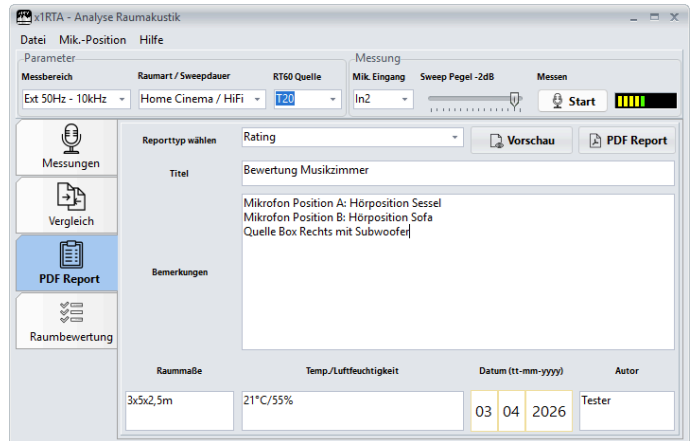 x1RTA - Analyse Raumakustik
Datei Mik.-Position Hilfe
Parameter
Messung
Messbereich
Raumart / Sweepdauer
RT60 Quelle
Mik. Eingang
Sweep Pegel -2dB
Messen
Ext 50Hz - 10kHz
Home Cinema / HiFi
T20
In2
Start
Messungen
Vergleich
PDF Report
Raumbewertung
Reporttyp wählen
Rating
Vorschau
PDF Report
Titel
Bewertung Musikzimmer
Bemerkungen
Mikrofon Position A: Hörposition Sessel
Mikrofon Position B: Hörposition Sofa
Quelle Box Rechts mit Subwoofer
Raummaße
Temp./Luftfeuchtigkeit
Datum (tt-mm-yyyy)
Autor
3x5x2,5m
21°C/55%
03 04 2026
Tester